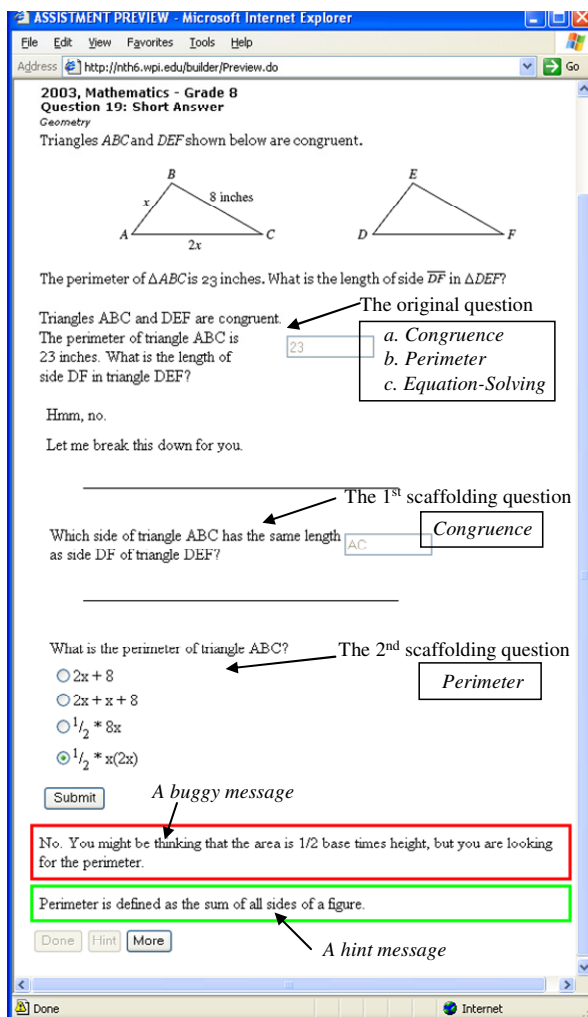 ASSISTMENT PREVIEW - Microsoft Internet Explorer
File Edit View Favorites Tools Help
Address http://nth6.wpi.edu/builder/Preview.do Go
2003, Mathematics - Grade 8
Question 19: Short Answer
Geometry
Triangles ABC and DEF shown below are congruent.
B
E
x
8 inches
A
C
D
F
2x
The perimeter of ΔABC is 23 inches. What is the length of side DF in ΔDEF?
The original question
Triangles ABC and DEF are congruent.
The perimeter of triangle ABC is
23 inches. What is the length of
side DF in triangle DEF?
23
a. Congruence
b. Perimeter
c. Equation-Solving
Hmm, no.
Let me break this down for you.
The 1st scaffolding question
Which side of triangle ABC has the same length
as side DF of triangle DEF?
AC
Congruence
What is the perimeter of triangle ABC?
The 2nd scaffolding question
Perimeter
2x + 8
2x + x + 8
1/2 * 8x
1/2 * x(2x)
Submit
A buggy message
No. You might be thinking that the area is 1/2 base times height, but you are looking
for the perimeter.
Perimeter is defined as the sum of all sides of a figure.
Done Hint More
A hint message
Done Internet